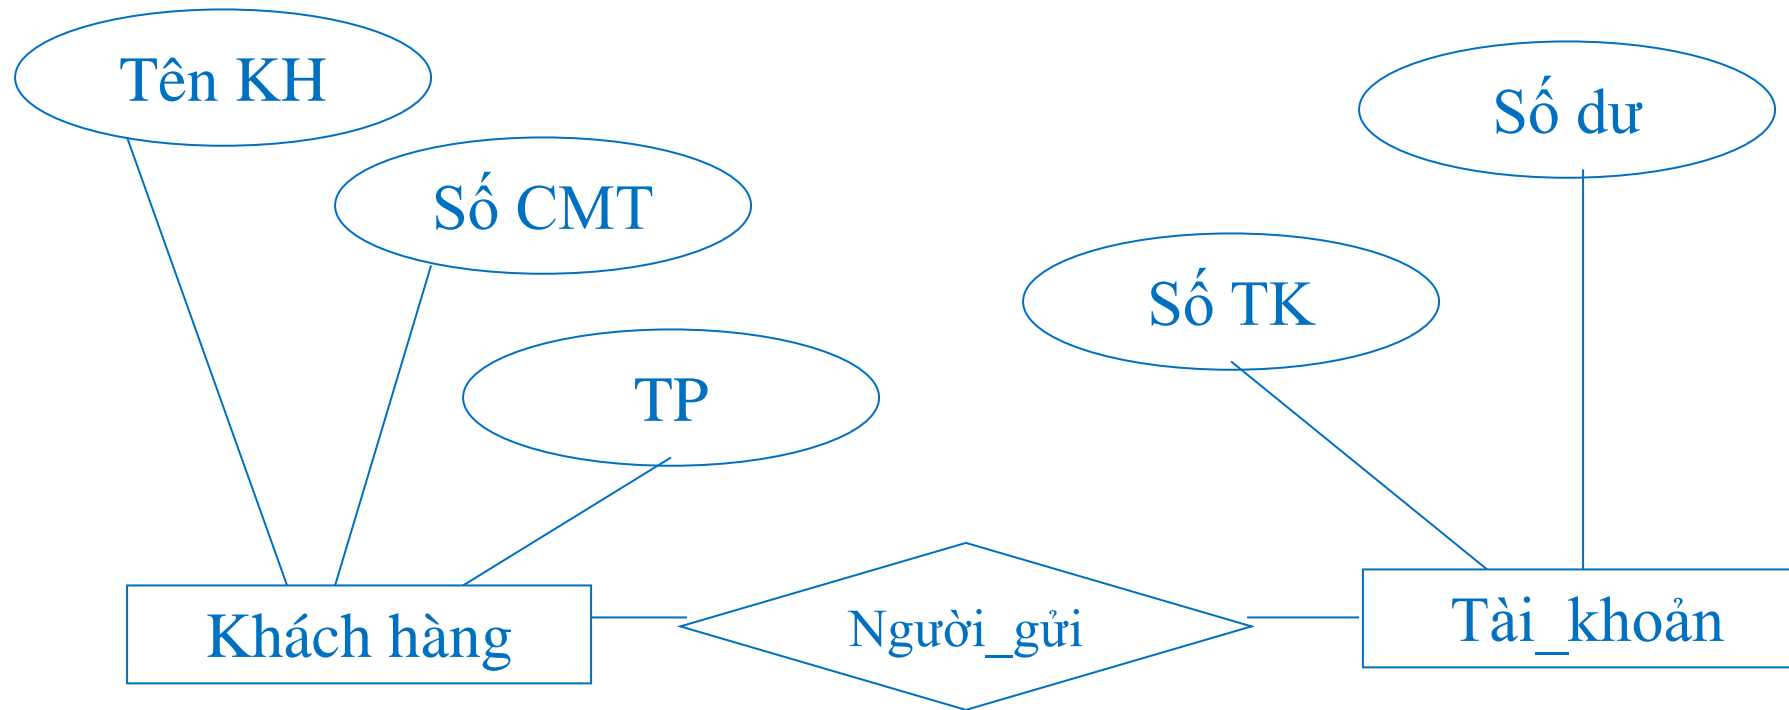 Tên KH
Số dư
Số CMT
Số TK
TP
Khách hàng
Người_gửi
Tài_khoản